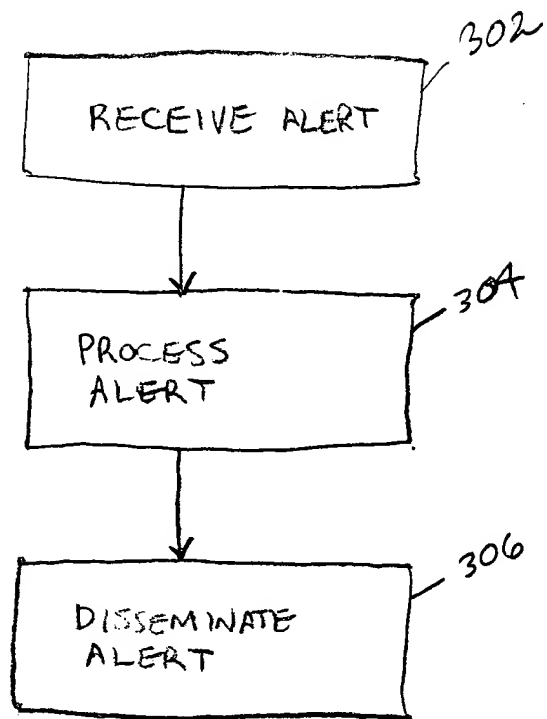 302
RECEIVE ALERT
304
PROCESS
ALERT
306
DISSEMINATE
ALERT